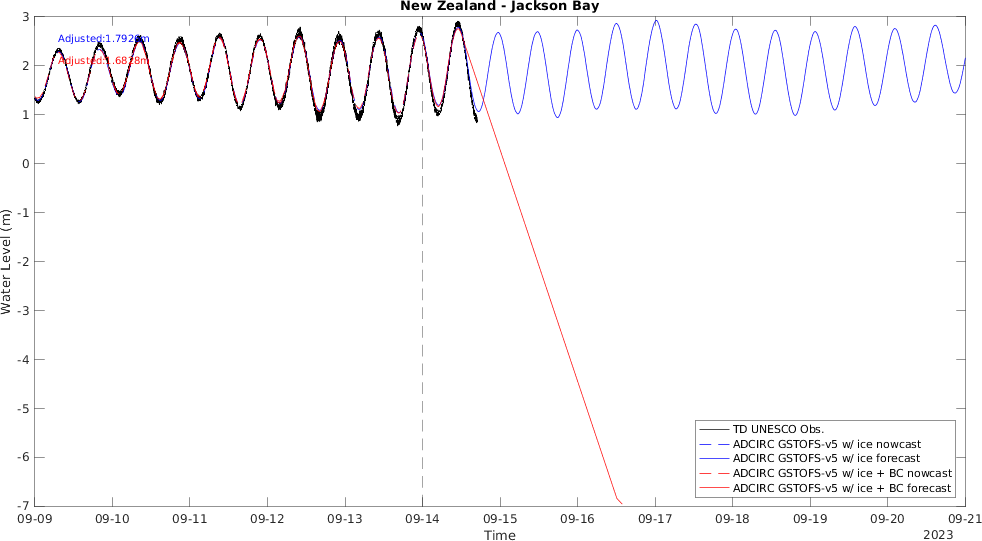 New Zealand - Jackson Bay
3
Adjusted:1.7920m
Adjusted:1.6828m
2
1
0
-1
-2
-3
-4
-5
-6
-7
Water Level (m)
TD UNESCO Obs.
ADCIRC GSTOFS-v5 w/ ice nowcast
ADCIRC GSTOFS-v5 w/ ice forecast
ADCIRC GSTOFS-v5 w/ ice + BC nowcast
ADCIRC GSTOFS-v5 w/ ice + BC forecast
09-09 09-10 09-11 09-12 09-13 09-14 09-15 09-16 09-17 09-18 09-19 09-20 09-21
Time
2023